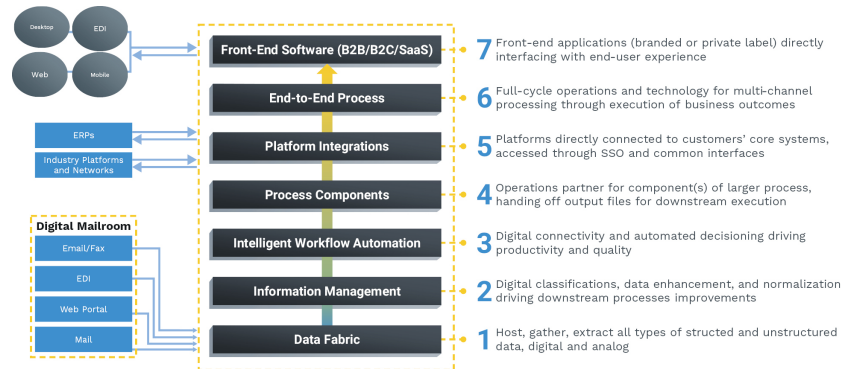 Desktop
EDI
Web
Mobile
ERPs
Industry Platforms
and Networks
Digital Mailroom
Email/Fax
EDI
Web Portal
Mail
Front-End Software (B2B/B2C/SaaS)
End-to-End Process
Platform Integrations
Process Components
Intelligent Workflow Automation
Information Management
Data Fabric
7 Front-end applications (branded or private label) directly
interfacing with end-user experience
6 Full-cycle operations and technology for multi-channel
processing through execution of business outcomes
5 Platforms directly connected to customers’ core systems,
accessed through SSO and common interfaces
4 Operations partner for component(s) of larger process,
handing off output files for downstream execution
3 Digital connectivity and automated decisioning driving
productivity and quality
2 Digital classifications, data enhancement, and normalization
driving downstream processes improvements
1 Host, gather, extract all types of structed and unstructured
data, digital and analog